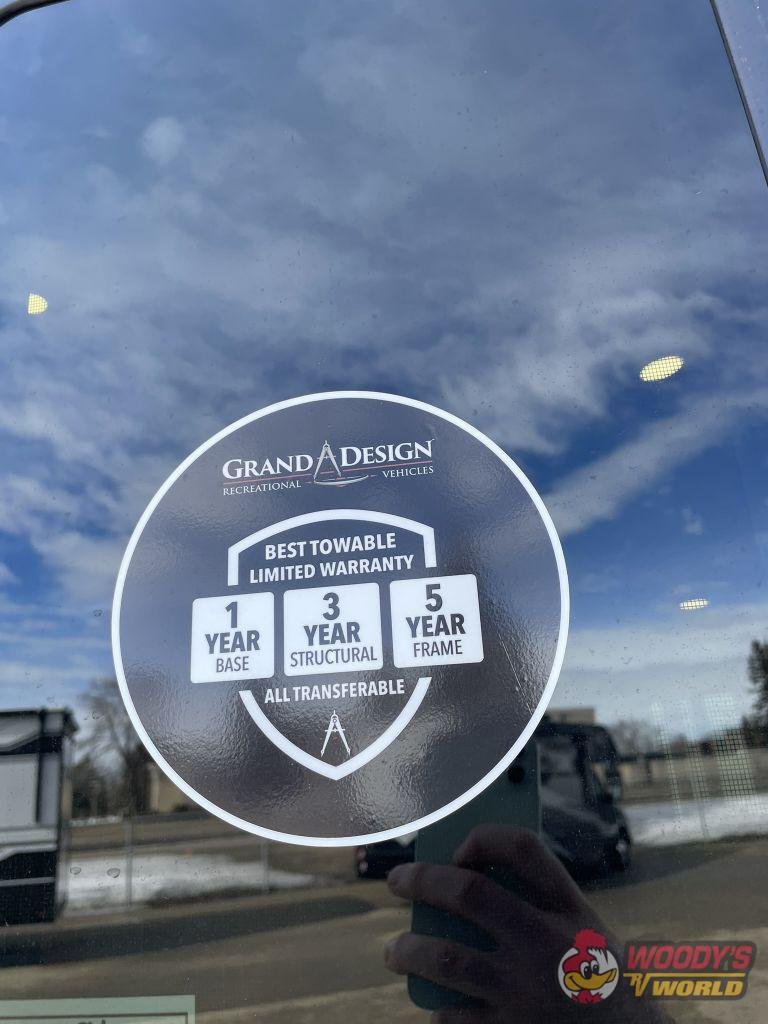 GRAND DESIGN
RECREATIONAL VEHICLES
BEST TOWABLE
LIMITED WARRANTY
1
YEAR
BASE
3
YEAR
STRUCTURAL
5
YEAR
FRAME
ALL TRANSFERABLE
WOODY'S
RV WORLD